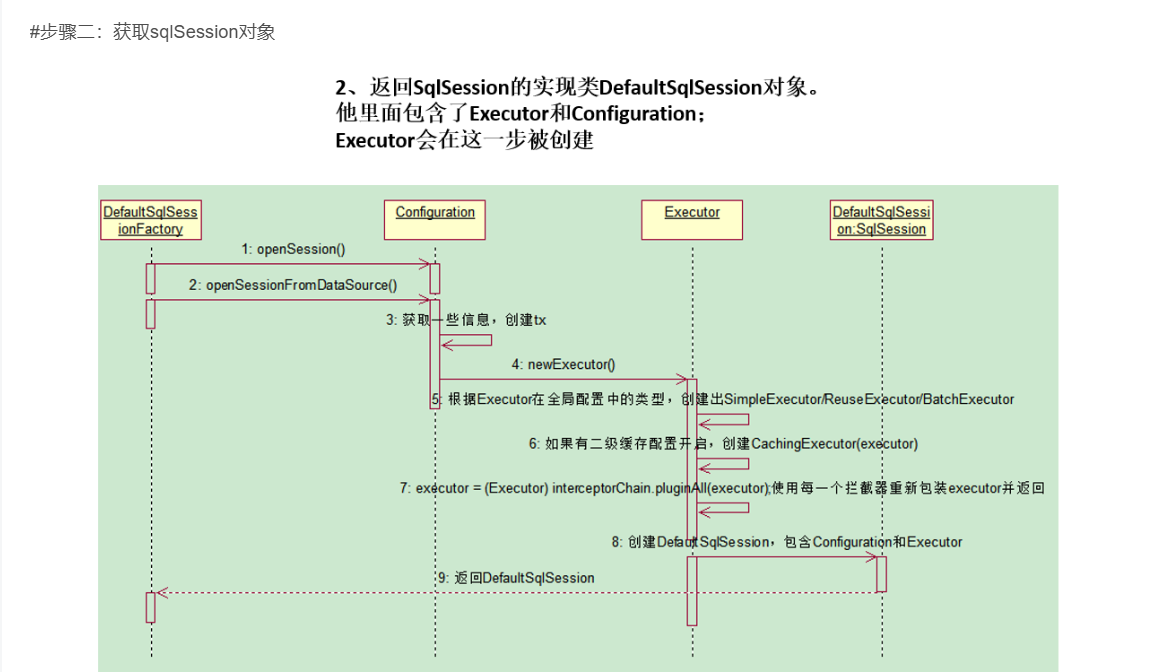 #步骤二：获取sqlSession对象
2、返回SqlSession的实现类DefaultSqlSession对象。
他里面包含了Executor和Configuration；
Executor会在这一步被创建
DefaultSqlSess
ionFactory
Configuration
Executor
DefaultSqlSessi
on:SqlSession
1: openSession()
2: openSessionFromDataSource()
3: 获取一些信息，创建tx
4: newExecutor()
5: 根据Executor在全局配置中的类型，创建出SimpleExecutor/ReuseExecutor/BatchExecutor
6: 如果有二级缓存配置开启，创建CachingExecutor(executor)
7: executor = (Executor) interceptorChain.pluginAll(executor);使用每一个拦截器重新包装executor并返回
8: 创建DefaultSqlSession，包含Configuration和Executor
9: 返回DefaultSqlSession